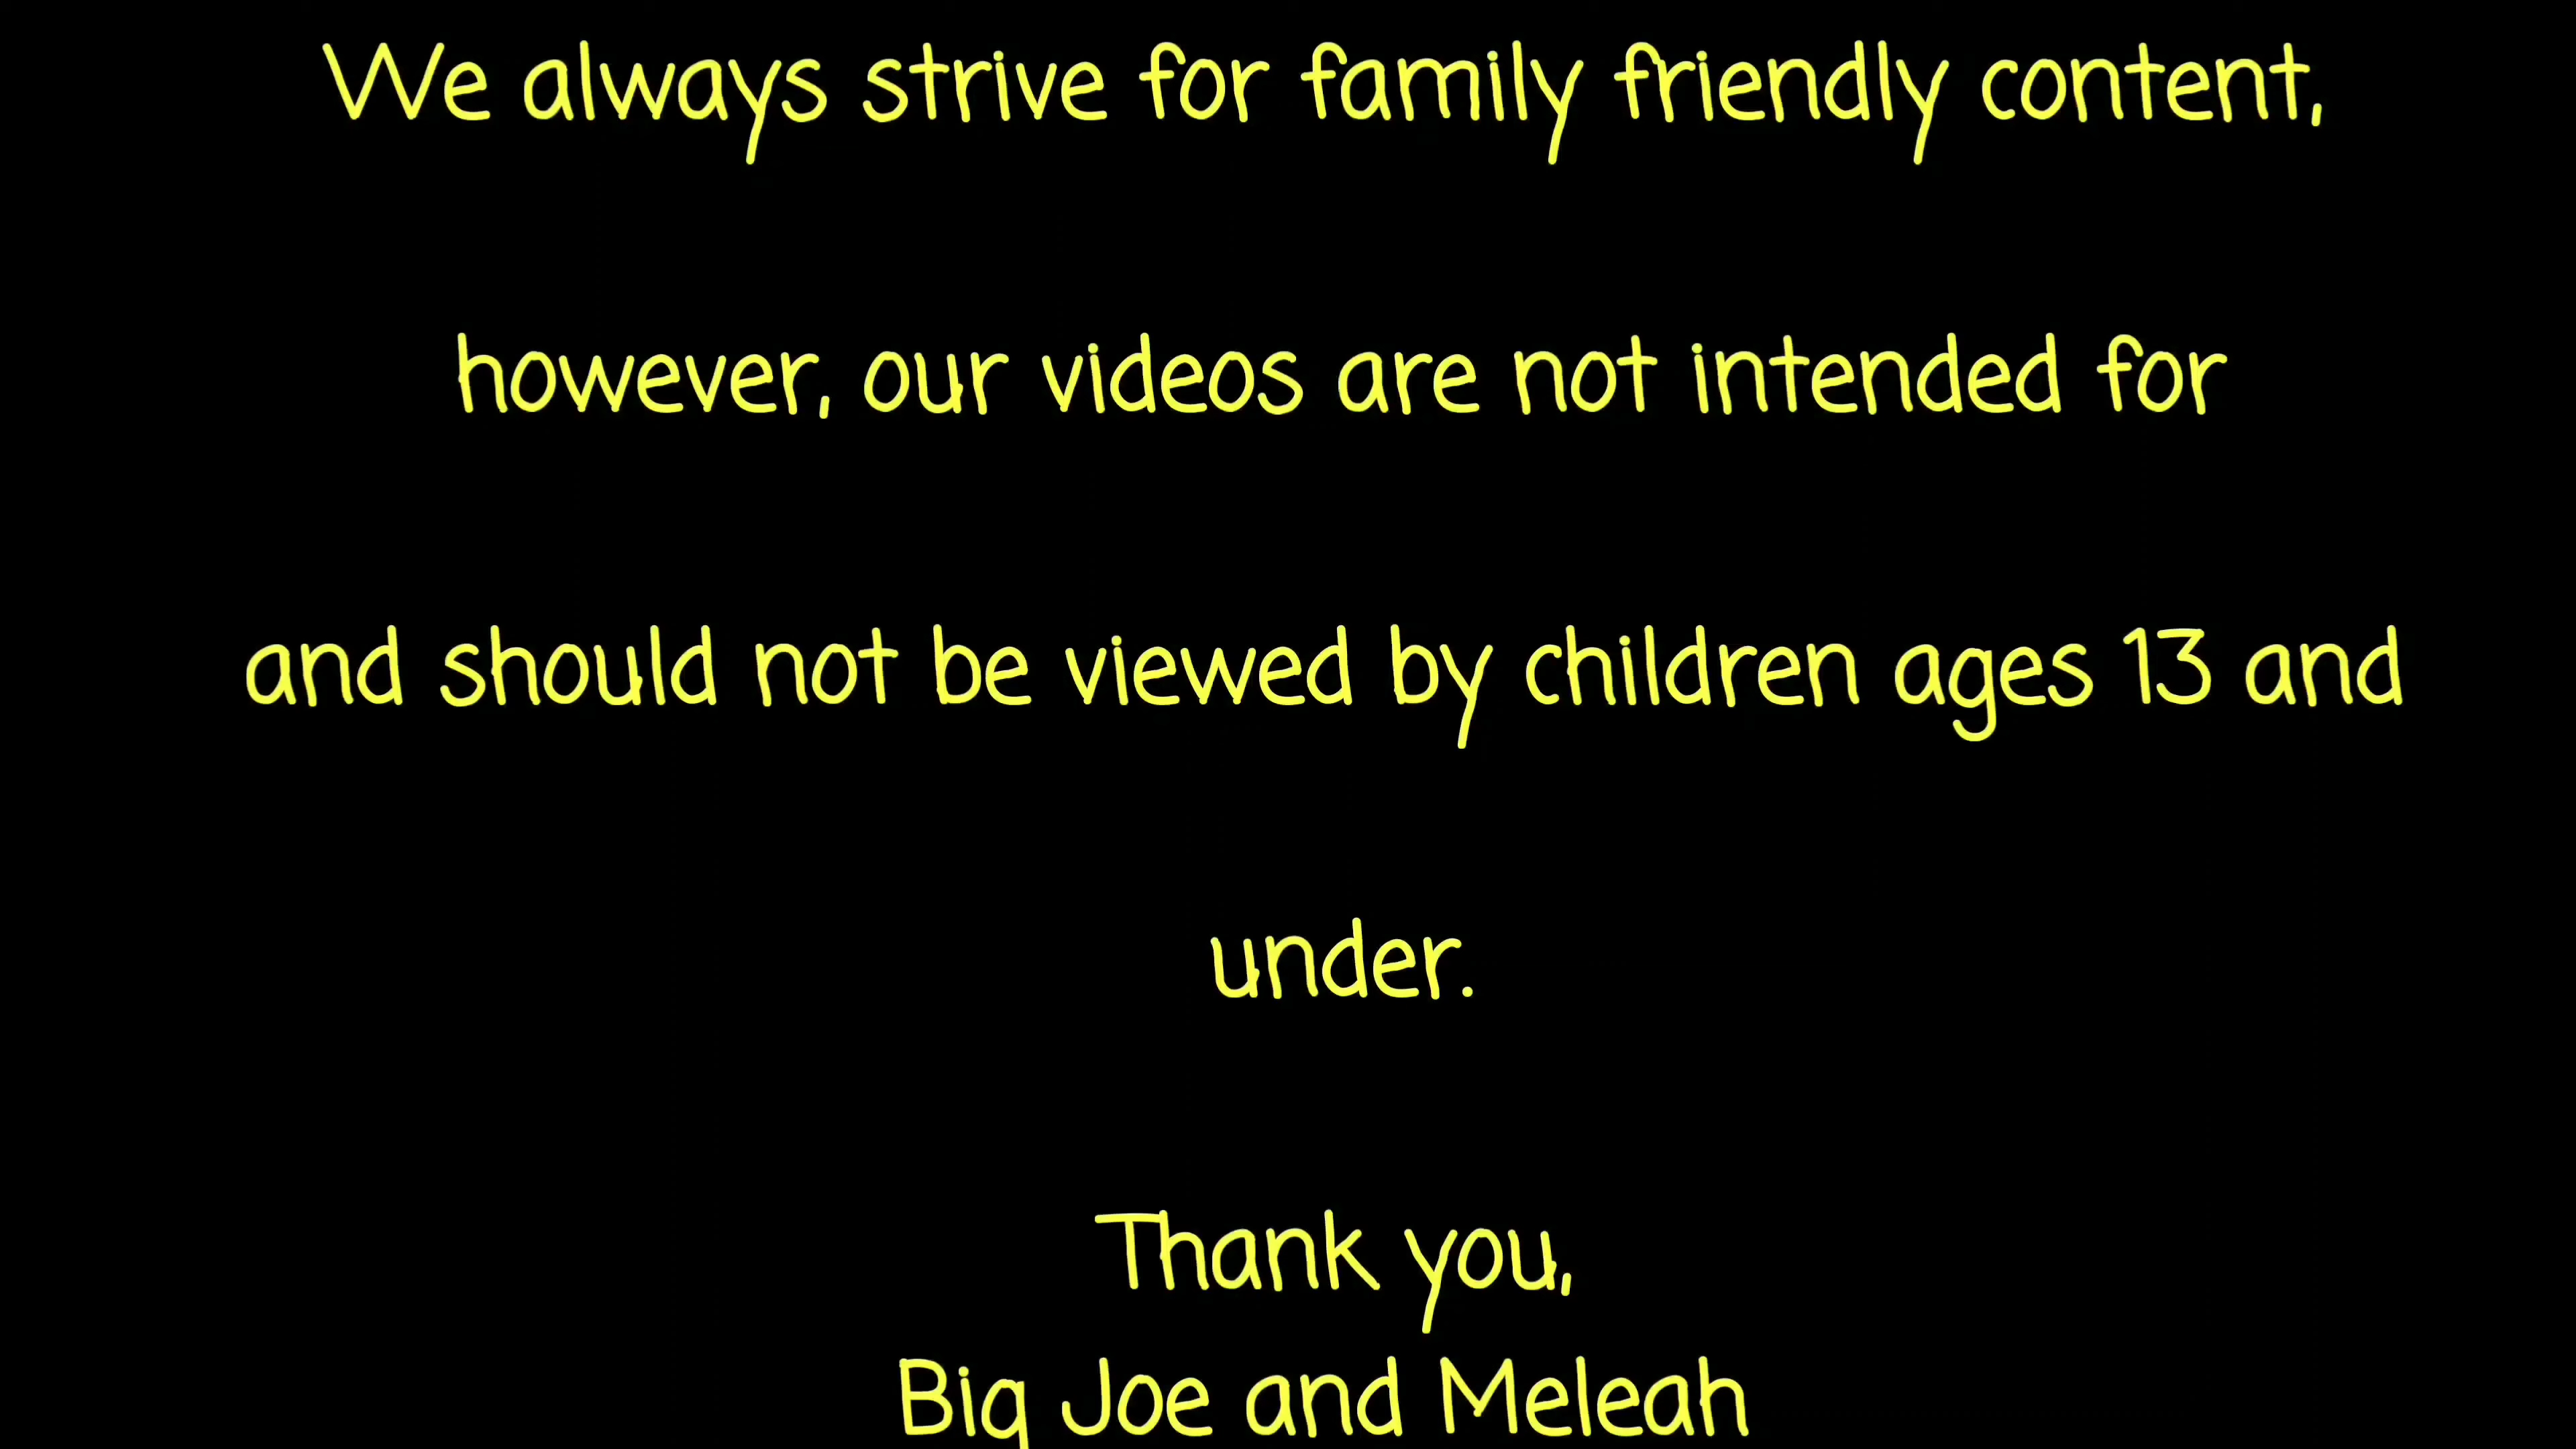 We always strive for family friendly content,
however, our videos are not intended for
and should not be viewed by children ages 13 and
under.
Thank you,
Big Joe and Meleah